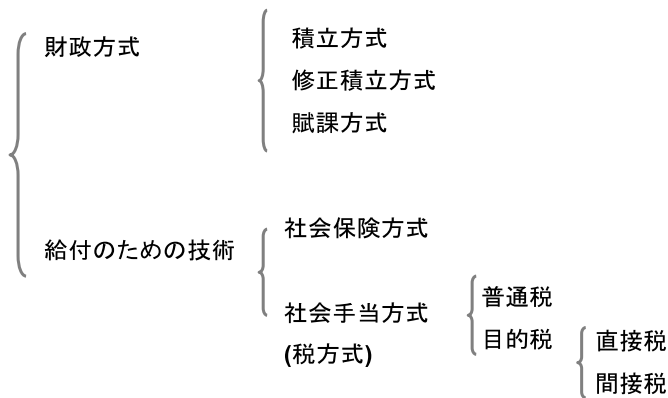 財政方式
積立方式
修正積立方式
賦課方式
給付のための技術
社会保険方式
社会手当方式
(税方式)
普通税
目的税
直接税
間接税